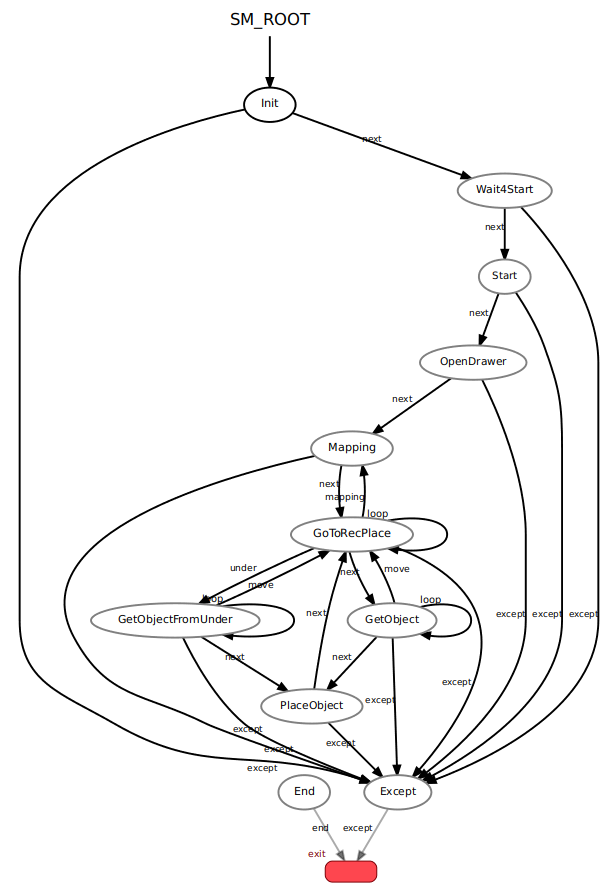 SM_ROOT
Init
next
Wait4Start
next
Start
next
OpenDrawer
next
Mapping
next
mapping
loop
GoToRecPlace
under
next
move
move
loop
loop
GetObjectFromUnder
GetObject
next
except
except
except
next
next
except
except
PlaceObject
except
except
except
except
End
Except
end
except
exit